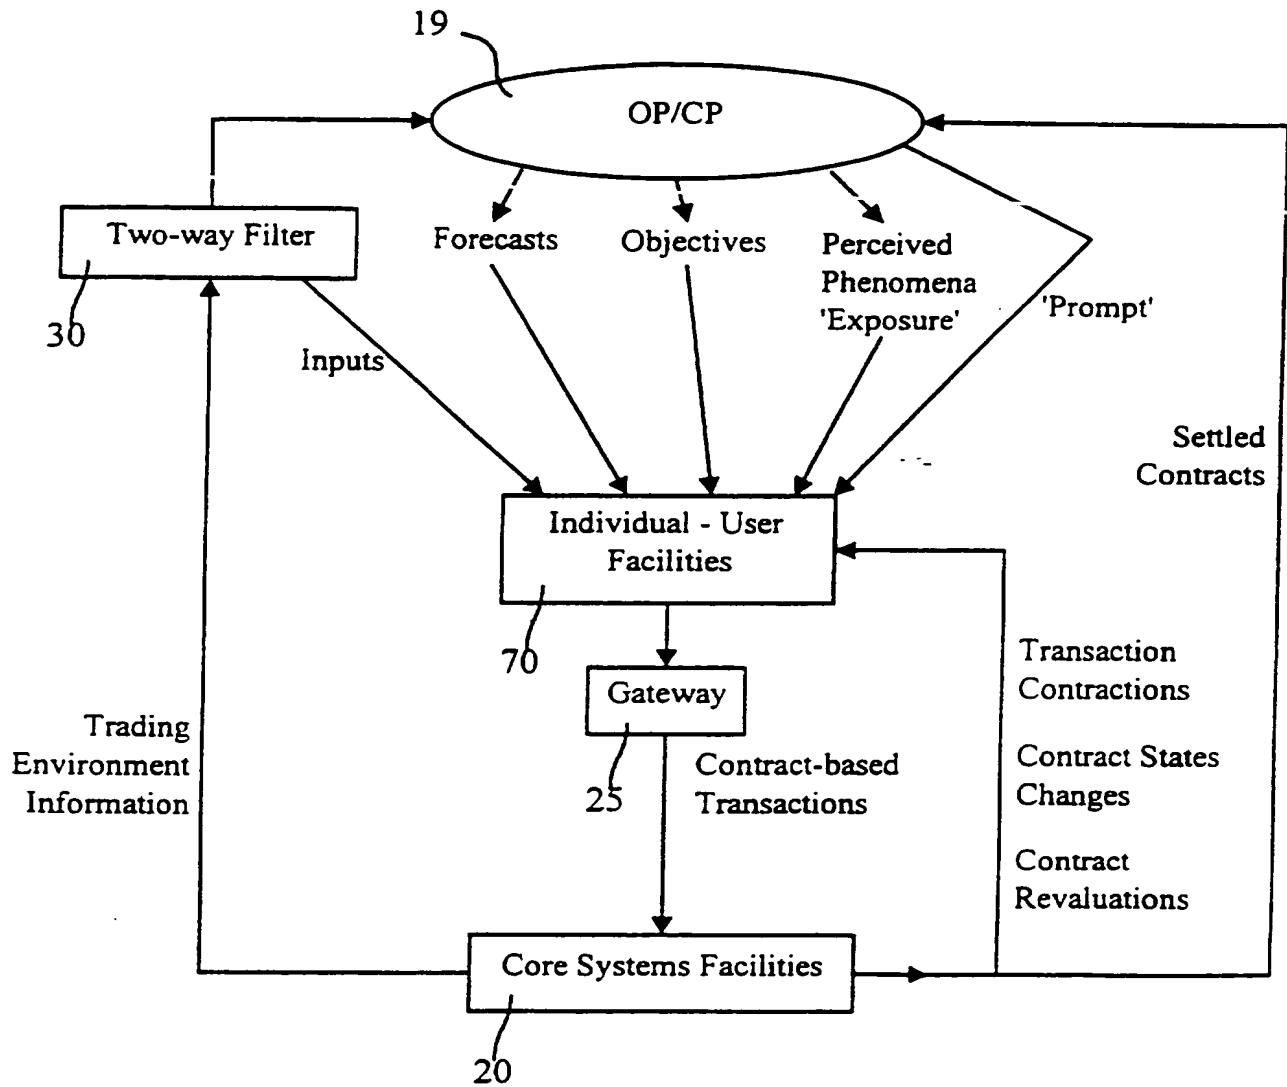 19
OP/CP
Two-way Filter
30
Forecasts
Objectives
Perceived
Phenomena
'Exposure'
'Prompt'
Inputs
Settled
Contracts
Individual - User
Facilities
70
Gateway
25
Transaction
Contractions
Contract States
Changes
Contract
Revaluations
Trading
Environment
Information
Contract-based
Transactions
Core Systems Facilities
20